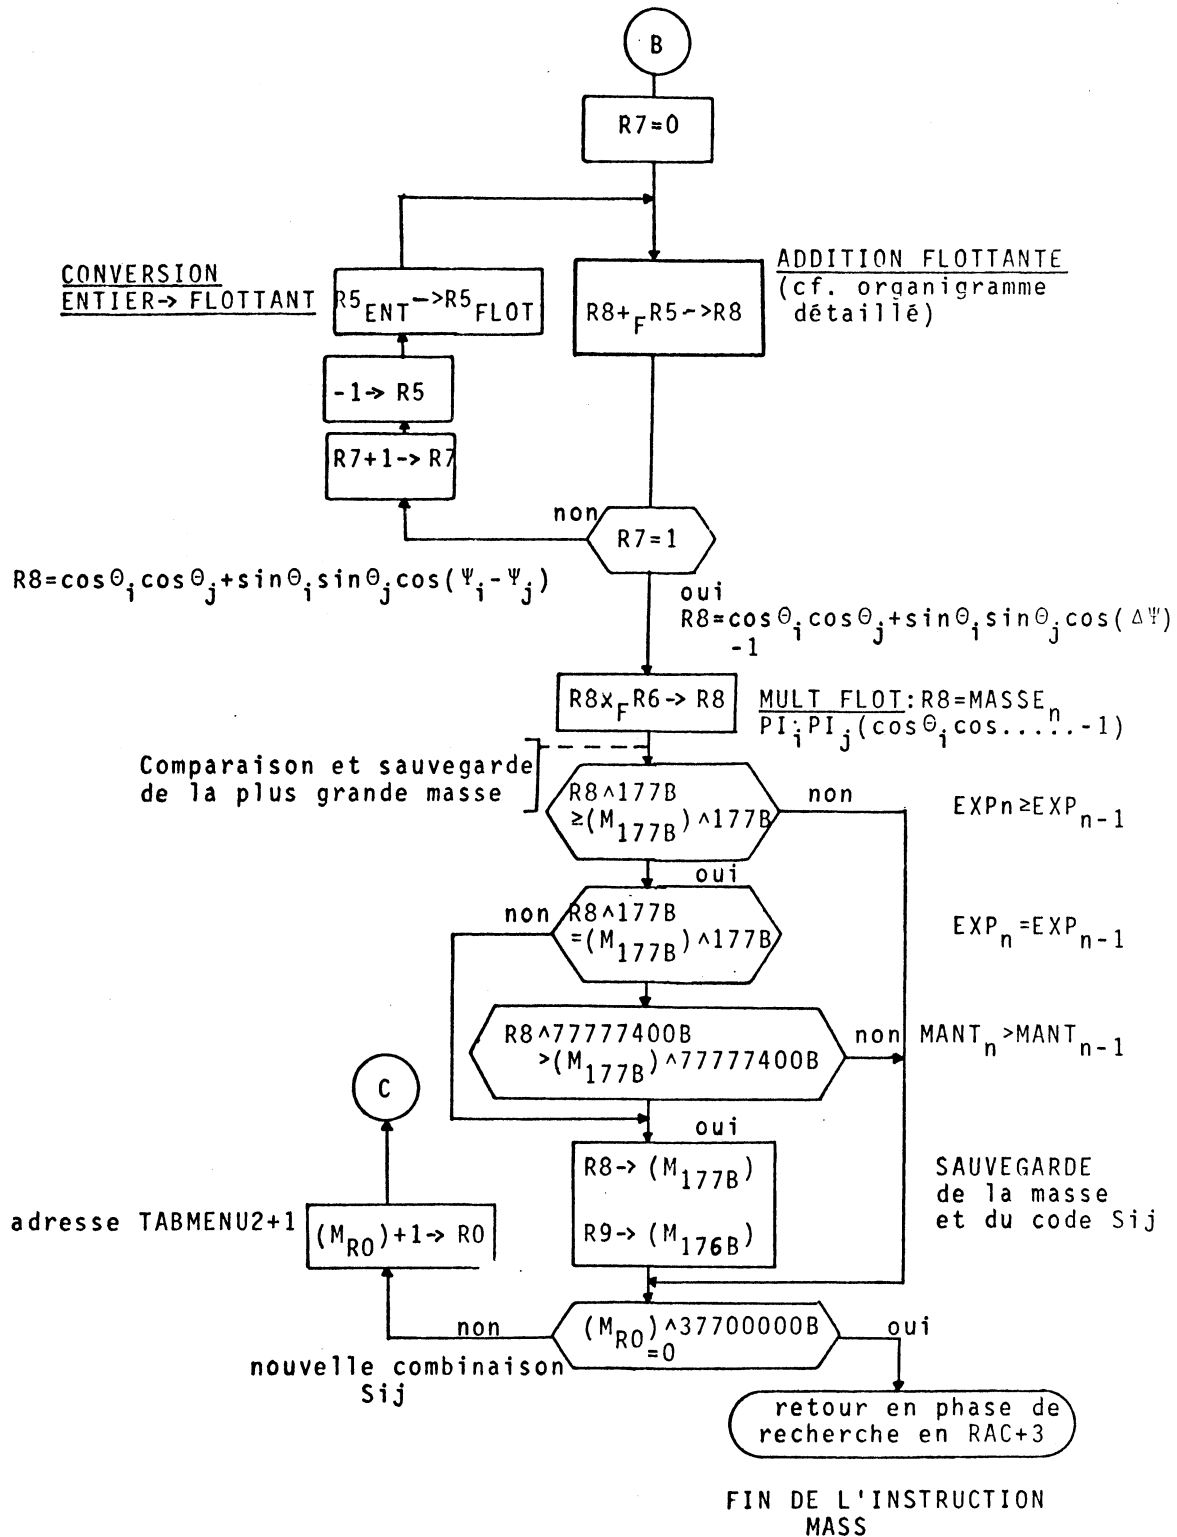 B
R7=0
CONVERSION
ENTIER-> FLOTTANT
R5ENT->R5FLOT
ADDITION FLOTTANTE
(cf. organigramme
détaillé)
R8+FR5->R8
-1-> R5
R7+1-> R7
non
R7=1
R8=cosΘicosΘj+sinΘisinΘjcos(Ψi-Ψj)
oui
R8=cosΘicosΘj+sinΘisinΘjcos(ΔΨ)
-1
R8xFR6-> R8
MULT FLOT:R8=MASSEn
PIiPIj(cosΘicos.....-1)
Comparaison et sauvegarde
de la plus grande masse
R8∧177B
≥(M177B)∧177B
non
EXPn≥EXPn-1
oui
non
R8∧177B
=(M177B)∧177B
EXPn=EXPn-1
R8∧77777400B
>(M177B)∧77777400B
non
MANTn>MANTn-1
C
oui
R8->(M177B)
R9->(M176B)
SAUVEGARDE
de la masse
et du code Sij
adresse TABMENU2+1
(MR0)+1-> R0
non
(MR0)∧37700000B
=0
oui
nouvelle combinaison
Sij
retour en phase de
recherche en RAC+3
FIN DE L'INSTRUCTION
MASS